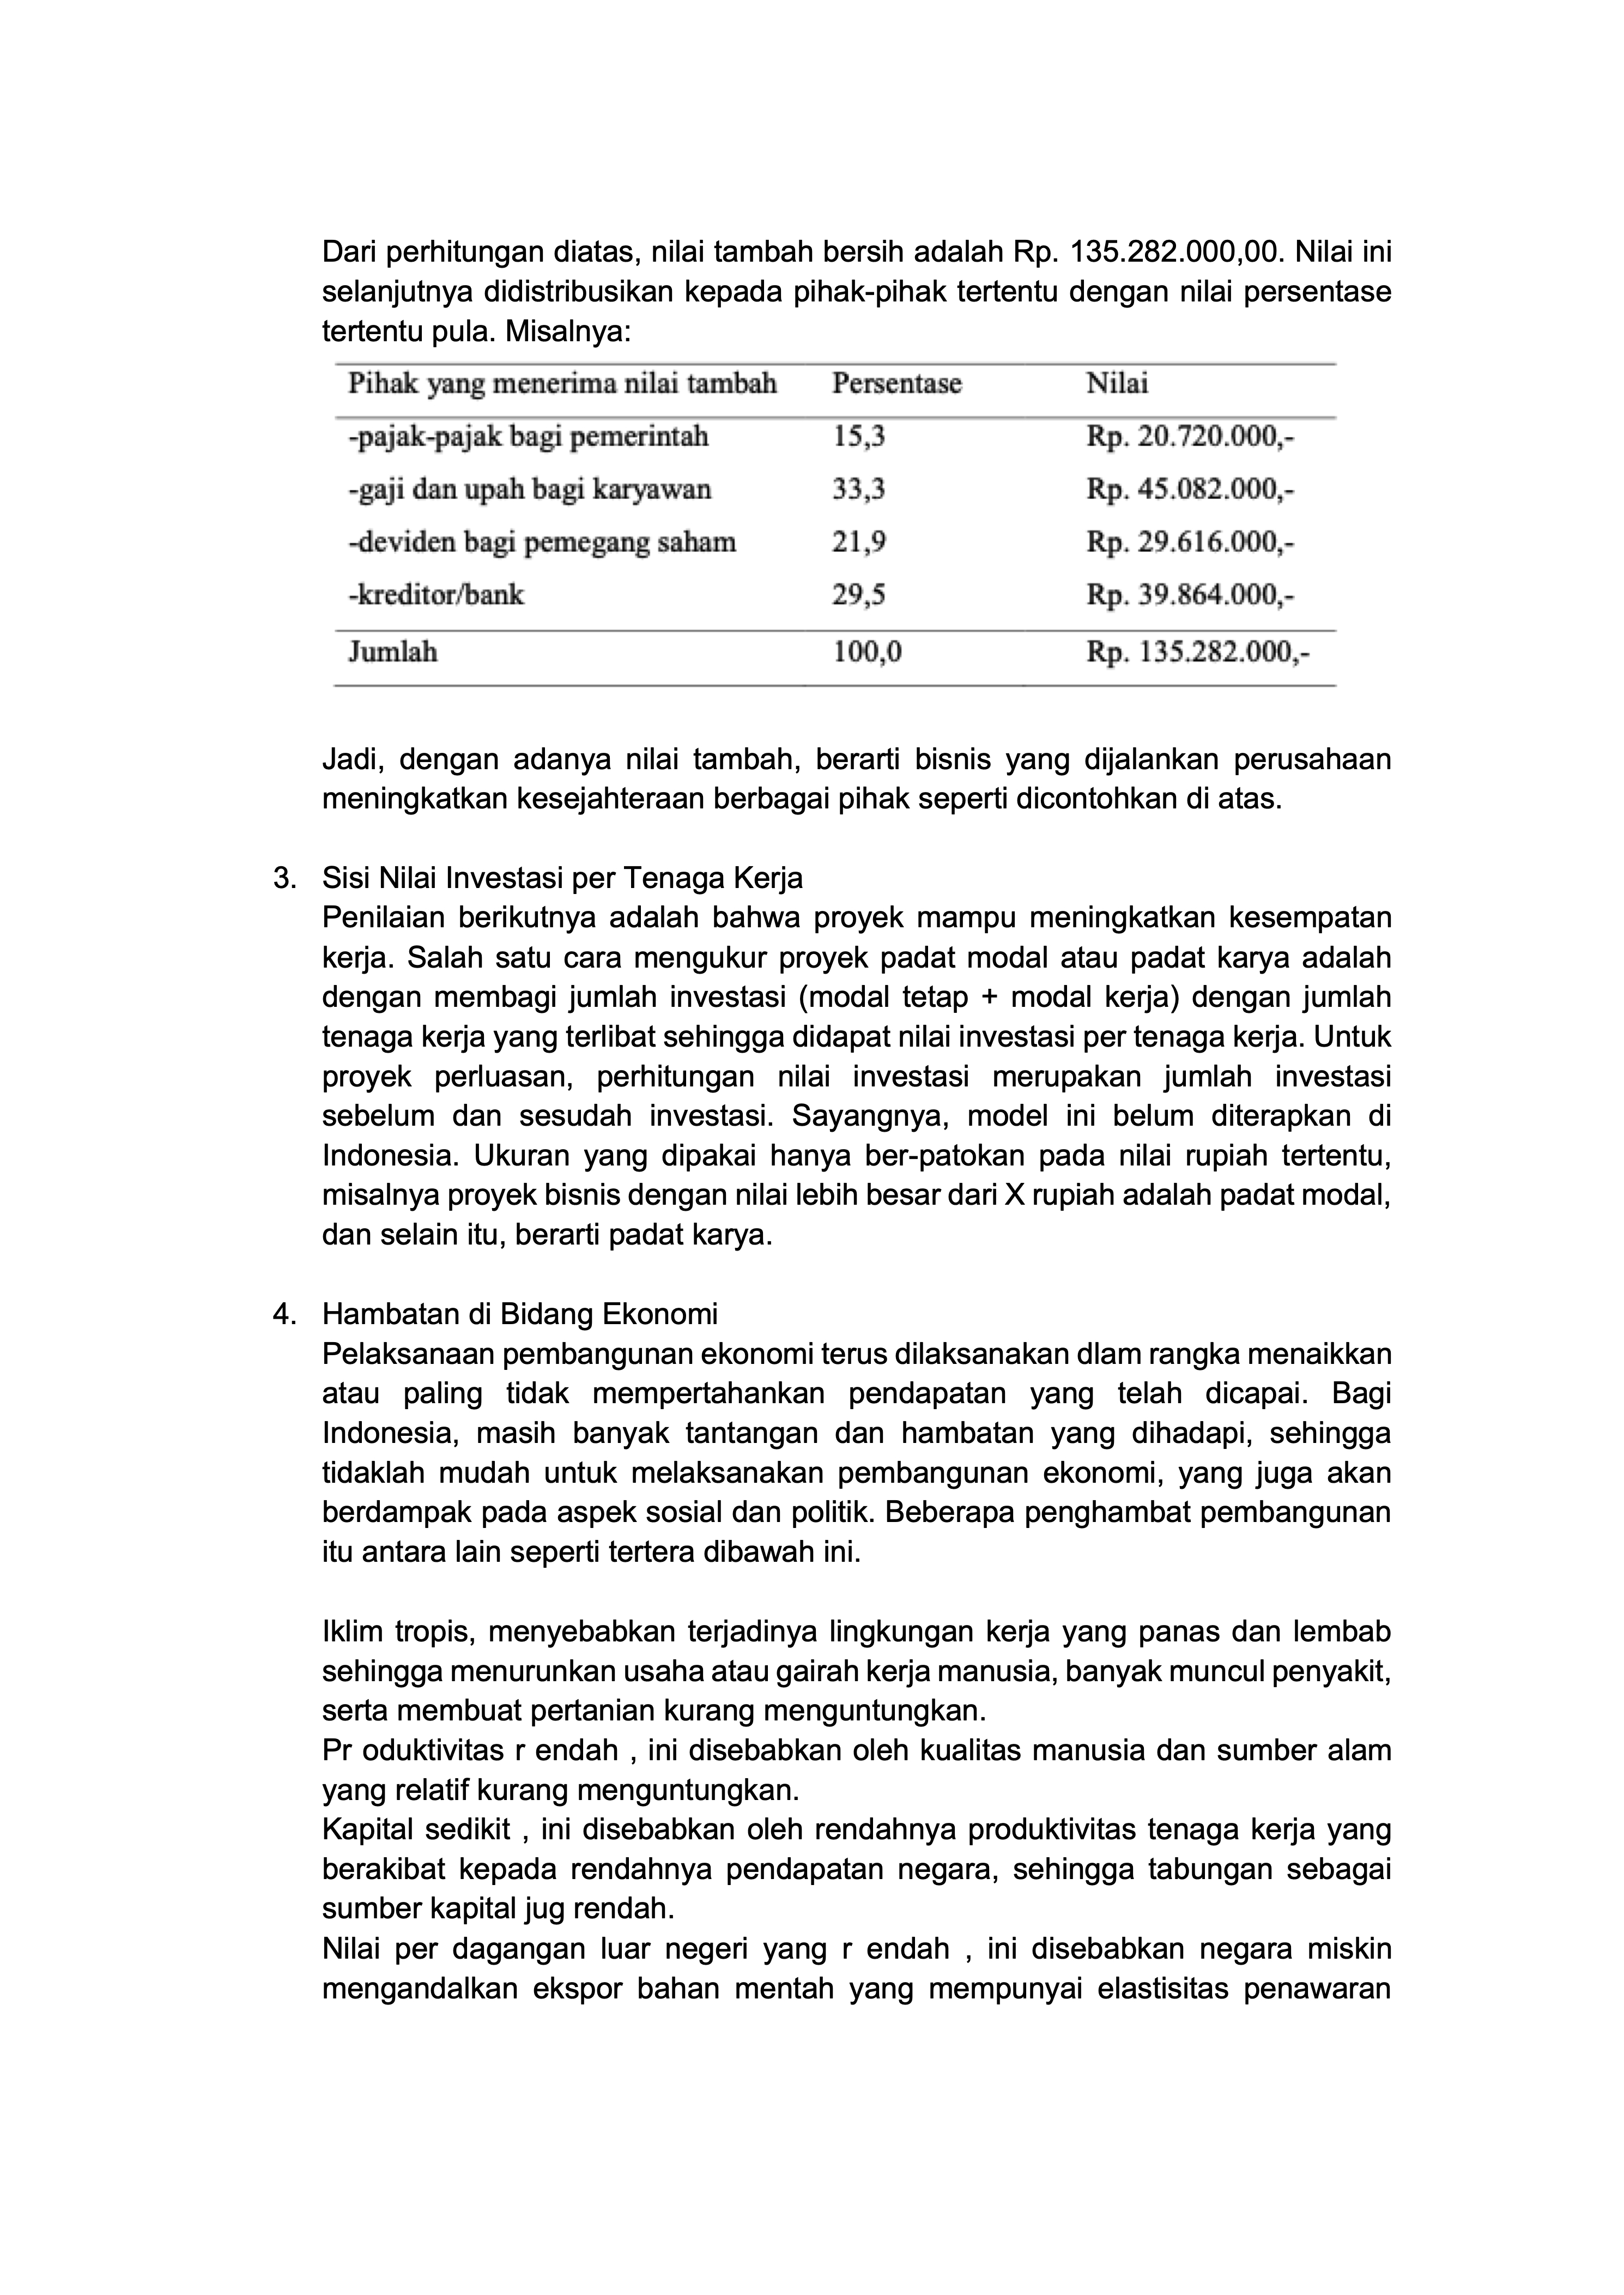 Dari perhitungan diatas, nilai tambah bersih adalah Rp. 135.282.000,00. Nilai ini
selanjutnya didistribusikan kepada pihak-pihak tertentu dengan nilai persentase
tertentu pula. Misalnya:
Pihak yang menerima nilai tambah Persentase Nilai
-pajak-pajak bagi pemerintah 15,3 Rp. 20.720.000,-
-gaji dan upah bagi karyawan 33,3 Rp. 45.082.000,-
-deviden bagi pemegang saham 21,9 Rp. 29.616.000,-
-kreditor/bank 29,5 Rp. 39.864.000,-
Jumlah 100,0 Rp. 135.282.000,-
Jadi, dengan adanya nilai tambah, berarti bisnis yang dijalankan perusahaan
meningkatkan kesejahteraan berbagai pihak seperti dicontohkan di atas.
3. Sisi Nilai Investasi per Tenaga Kerja
Penilaian berikutnya adalah bahwa proyek mampu meningkatkan kesempatan
kerja. Salah satu cara mengukur proyek padat modal atau padat karya adalah
dengan membagi jumlah investasi (modal tetap + modal kerja) dengan jumlah
tenaga kerja yang terlibat sehingga didapat nilai investasi per tenaga kerja. Untuk
proyek perluasan, perhitungan nilai investasi merupakan jumlah investasi
sebelum dan sesudah investasi. Sayangnya, model ini belum diterapkan di
Indonesia. Ukuran yang dipakai hanya ber-patokan pada nilai rupiah tertentu,
misalnya proyek bisnis dengan nilai lebih besar dari X rupiah adalah padat modal,
dan selain itu, berarti padat karya.
4. Hambatan di Bidang Ekonomi
Pelaksanaan pembangunan ekonomi terus dilaksanakan dlam rangka menaikkan
atau paling tidak mempertahankan pendapatan yang telah dicapai. Bagi
Indonesia, masih banyak tantangan dan hambatan yang dihadapi, sehingga
tidaklah mudah untuk melaksanakan pembangunan ekonomi, yang juga akan
berdampak pada aspek sosial dan politik. Beberapa penghambat pembangunan
itu antara lain seperti tertera dibawah ini.
Iklim tropis, menyebabkan terjadinya lingkungan kerja yang panas dan lembab
sehingga menurunkan usaha atau gairah kerja manusia, banyak muncul penyakit,
serta membuat pertanian kurang menguntungkan.
Pr oduktivitas r endah , ini disebabkan oleh kualitas manusia dan sumber alam
yang relatif kurang menguntungkan.
Kapital sedikit , ini disebabkan oleh rendahnya produktivitas tenaga kerja yang
berakibat kepada rendahnya pendapatan negara, sehingga tabungan sebagai
sumber kapital jug rendah.
Nilai per dagangan luar negeri yang r endah , ini disebabkan negara miskin
mengandalkan ekspor bahan mentah yang mempunyai elastisitas penawaran